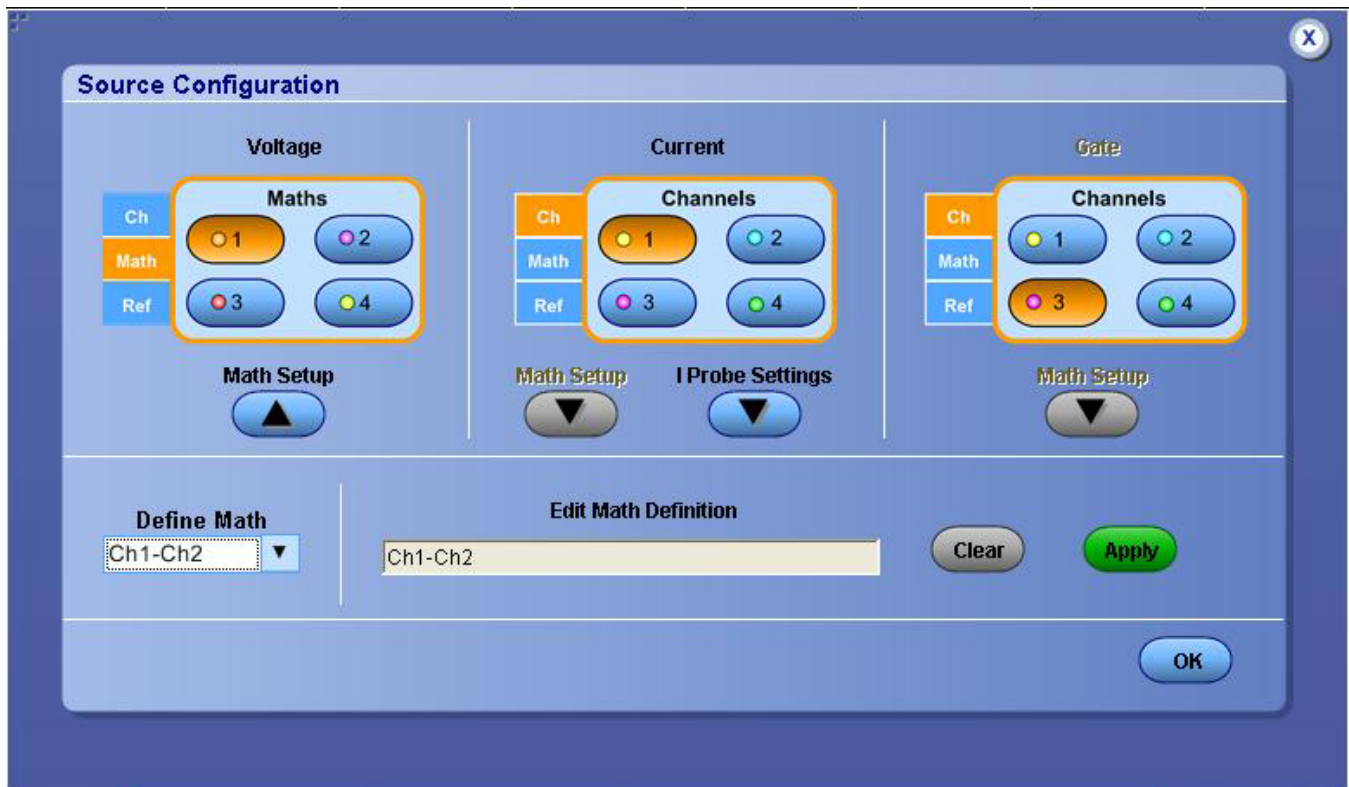 X
Source Configuration
Voltage
Current
Gate
Ch
Math
Ref
Maths
1
2
3
4
Ch
Math
Ref
Channels
1
2
3
4
Ch
Math
Ref
Channels
1
2
3
4
Math Setup
Math Setup
I Probe Settings
Math Setup
Define Math
Ch1-Ch2
Edit Math Definition
Ch1-Ch2
Clear
Apply
OK